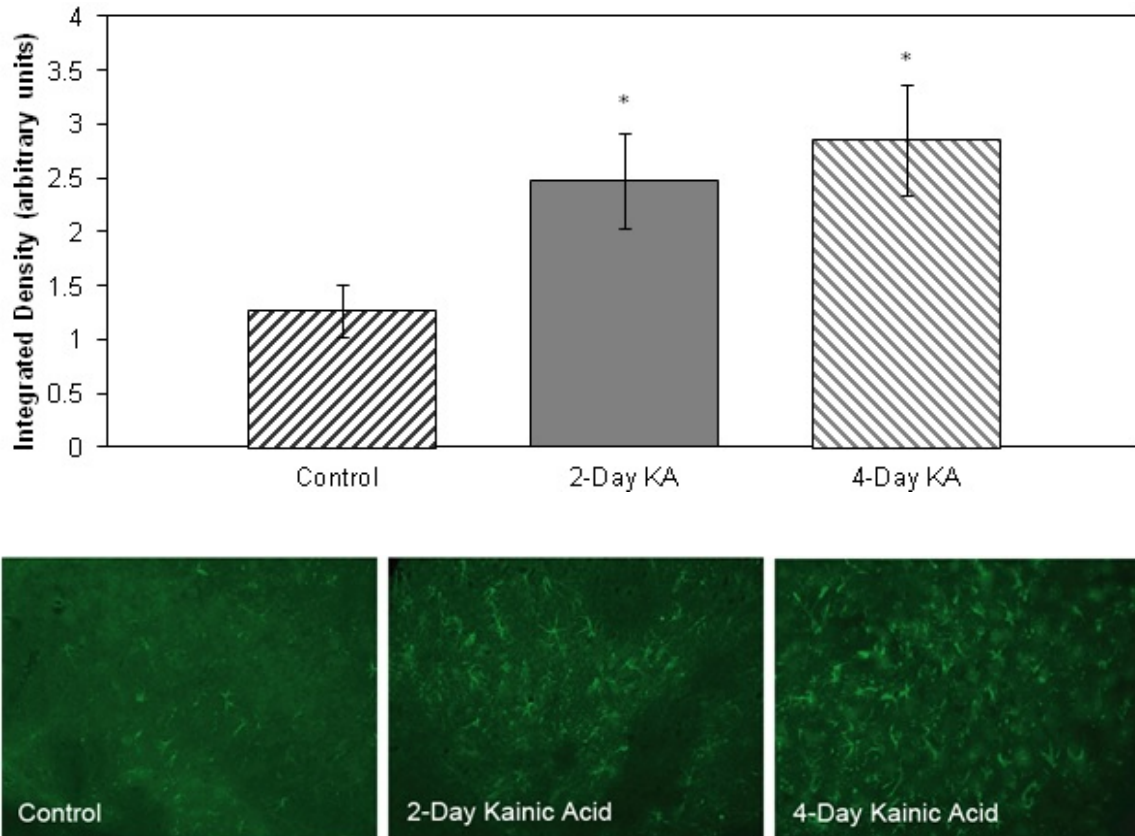 Integrated Density (arbitrary units)
4
3.5
3
2.5
2
1.5
1
0.5
0
*
*
Control
2-Day KA
4-Day KA
Control
2-Day Kainic Acid
4-Day Kainic Acid